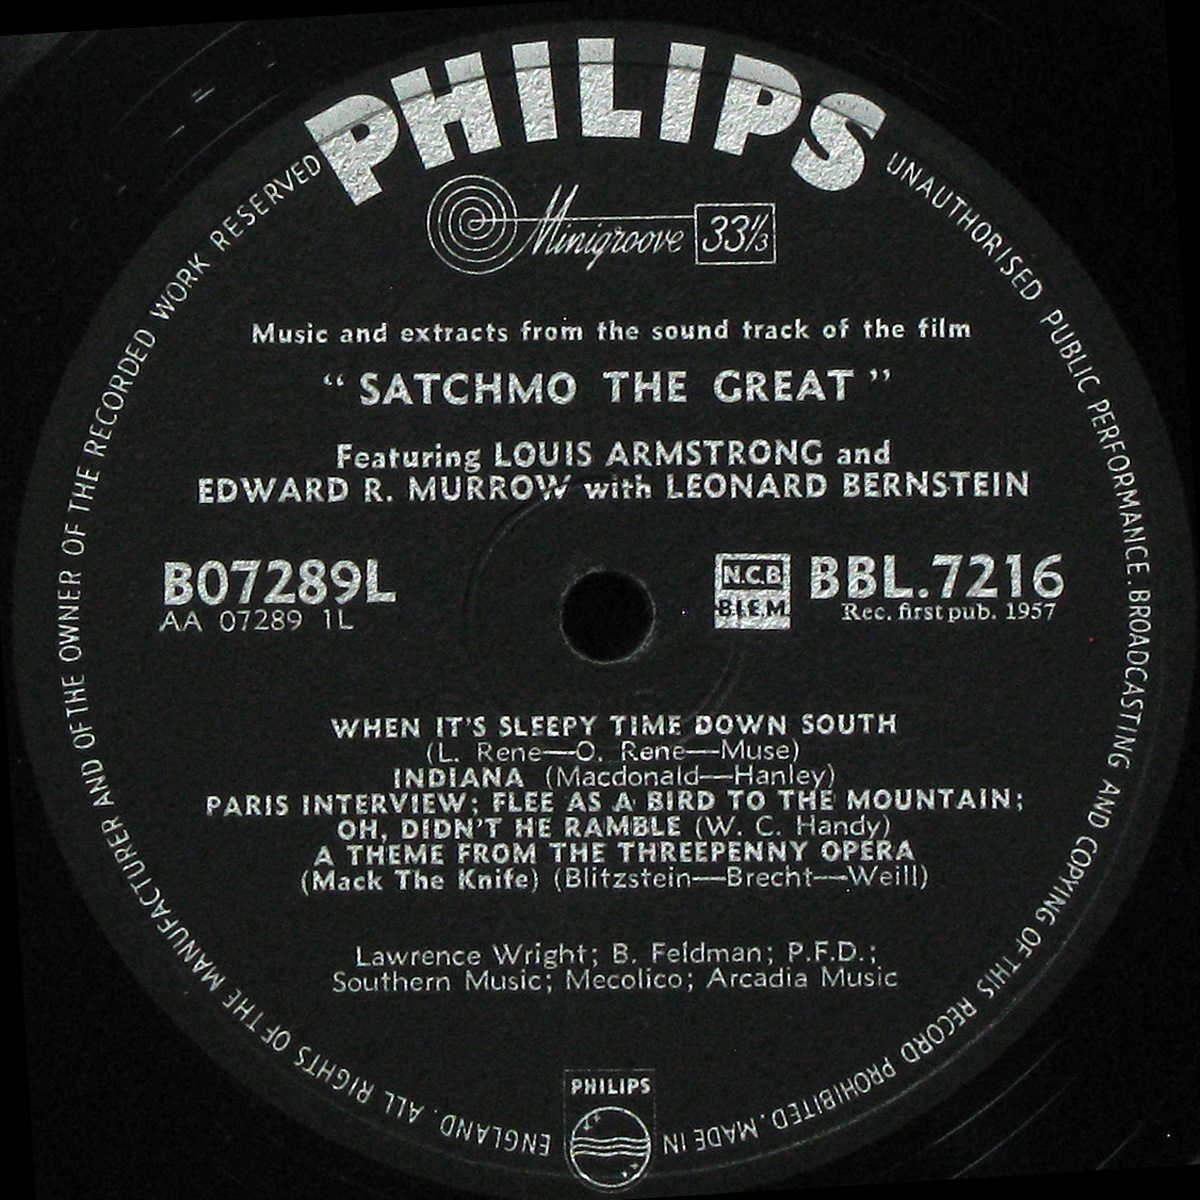 PHILIPS
Minigroove 33⅓
Music and extracts from the sound track of the film
“ SATCHMO THE GREAT ”
Featuring LOUIS ARMSTRONG and
EDWARD R. MURROW with LEONARD BERNSTEIN
B07289L
AA 07289 1L
N.C.B
B.I.E.M.
BBL.7216
Rec. first pub. 1957
WHEN IT'S SLEEPY TIME DOWN SOUTH
(L. Rene—O. Rene—Muse)
INDIANA (Macdonald—Hanley)
PARIS INTERVIEW; FLEE AS A BIRD TO THE MOUNTAIN;
OH, DIDN'T HE RAMBLE (W. C. Handy)
A THEME FROM THE THREEPENNY OPERA
(Mack The Knife) (Blitzstein—Brecht—Weill)
Lawrence Wright; B. Feldman; P.F.D.;
Southern Music; Mecolico; Arcadia Music
PHILIPS
ALL RIGHTS OF THE MANUFACTURER AND OF THE OWNER OF THE RECORDED WORK RESERVED
UNAUTHORISED PUBLIC PERFORMANCE. BROADCASTING AND COPYING OF THIS RECORD PROHIBITED. MADE IN ENGLAND.